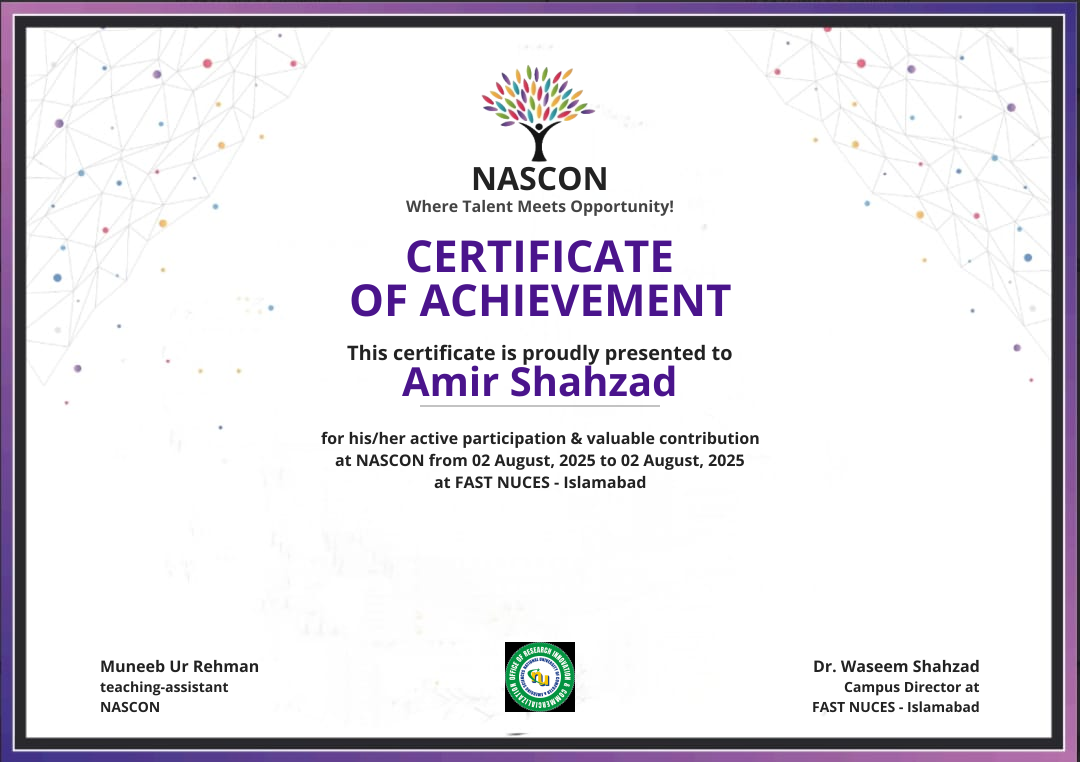 NASCON
Where Talent Meets Opportunity!
CERTIFICATE
OF ACHIEVEMENT
This certificate is proudly presented to
Amir Shahzad
for his/her active participation & valuable contribution
at NASCON from 02 August, 2025 to 02 August, 2025
at FAST NUCES - Islamabad
Muneeb Ur Rehman
teaching-assistant
NASCON
OFFICE OF RESEARCH INNOVATION & COMMERCIALIZATION
Dr. Waseem Shahzad
Campus Director at
FAST NUCES - Islamabad